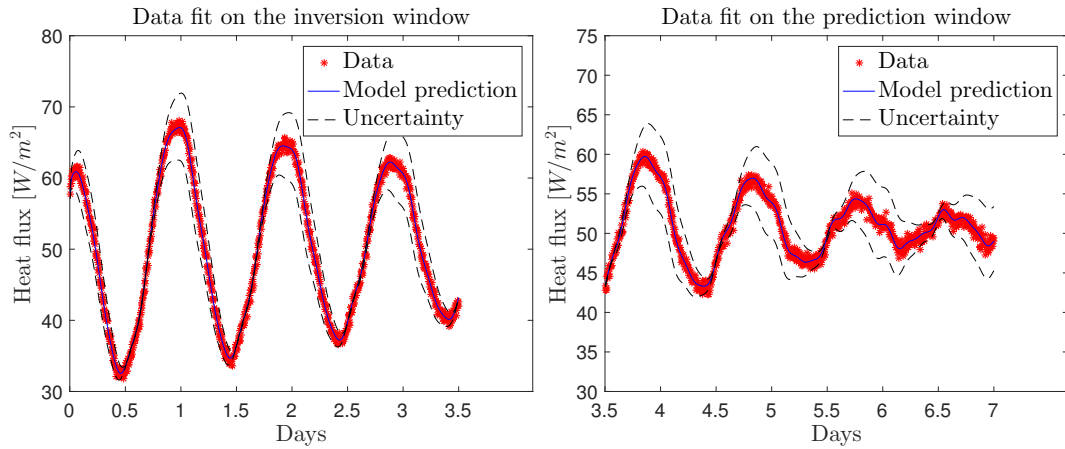 Data fit on the inversion window
80
70
60
50
40
30
Heat flux [W/m²]
Data
Model prediction
Uncertainty
0 0.5 1 1.5 2 2.5 3 3.5
Days
Data fit on the prediction window
75
70
65
60
55
50
45
40
35
30
Heat flux [W/m²]
Data
Model prediction
Uncertainty
3.5 4 4.5 5 5.5 6 6.5 7
Days